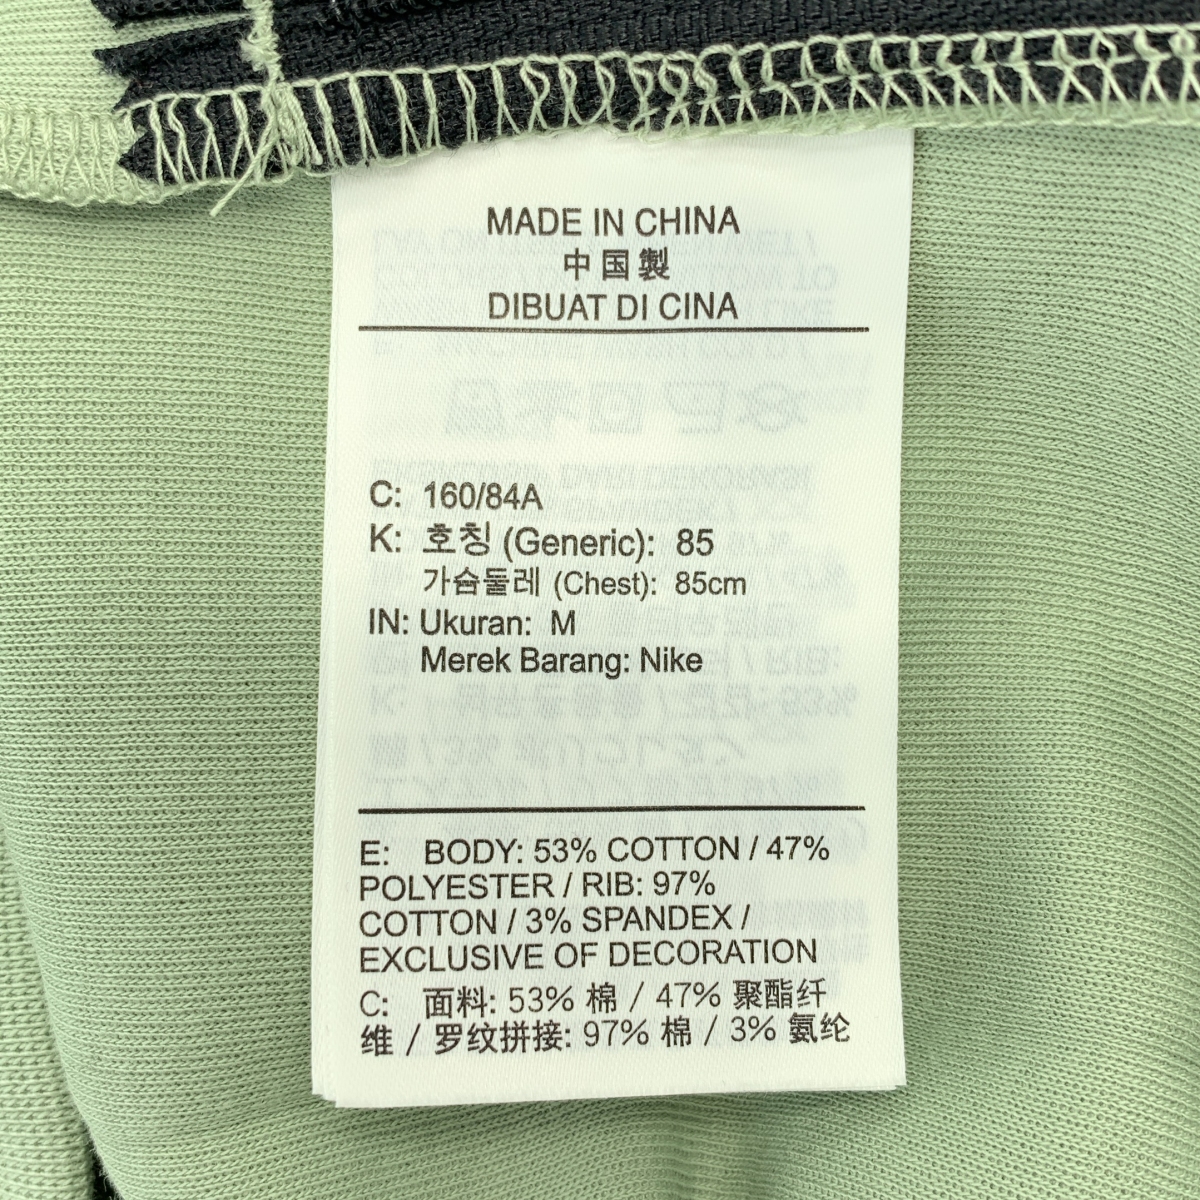 MADE IN CHINA
中国製
DIBUAT DI CINA
C: 160/84A
K: 호칭 (Generic): 85
가슴둘레 (Chest): 85cm
IN: Ukuran: M
Merek Barang: Nike
E: BODY: 53% COTTON / 47%
POLYESTER / RIB: 97%
COTTON / 3% SPANDEX /
EXCLUSIVE OF DECORATION
C: 面料: 53% 棉 / 47% 聚酯纤
维 / 罗纹拼接: 97% 棉 / 3% 氨纶